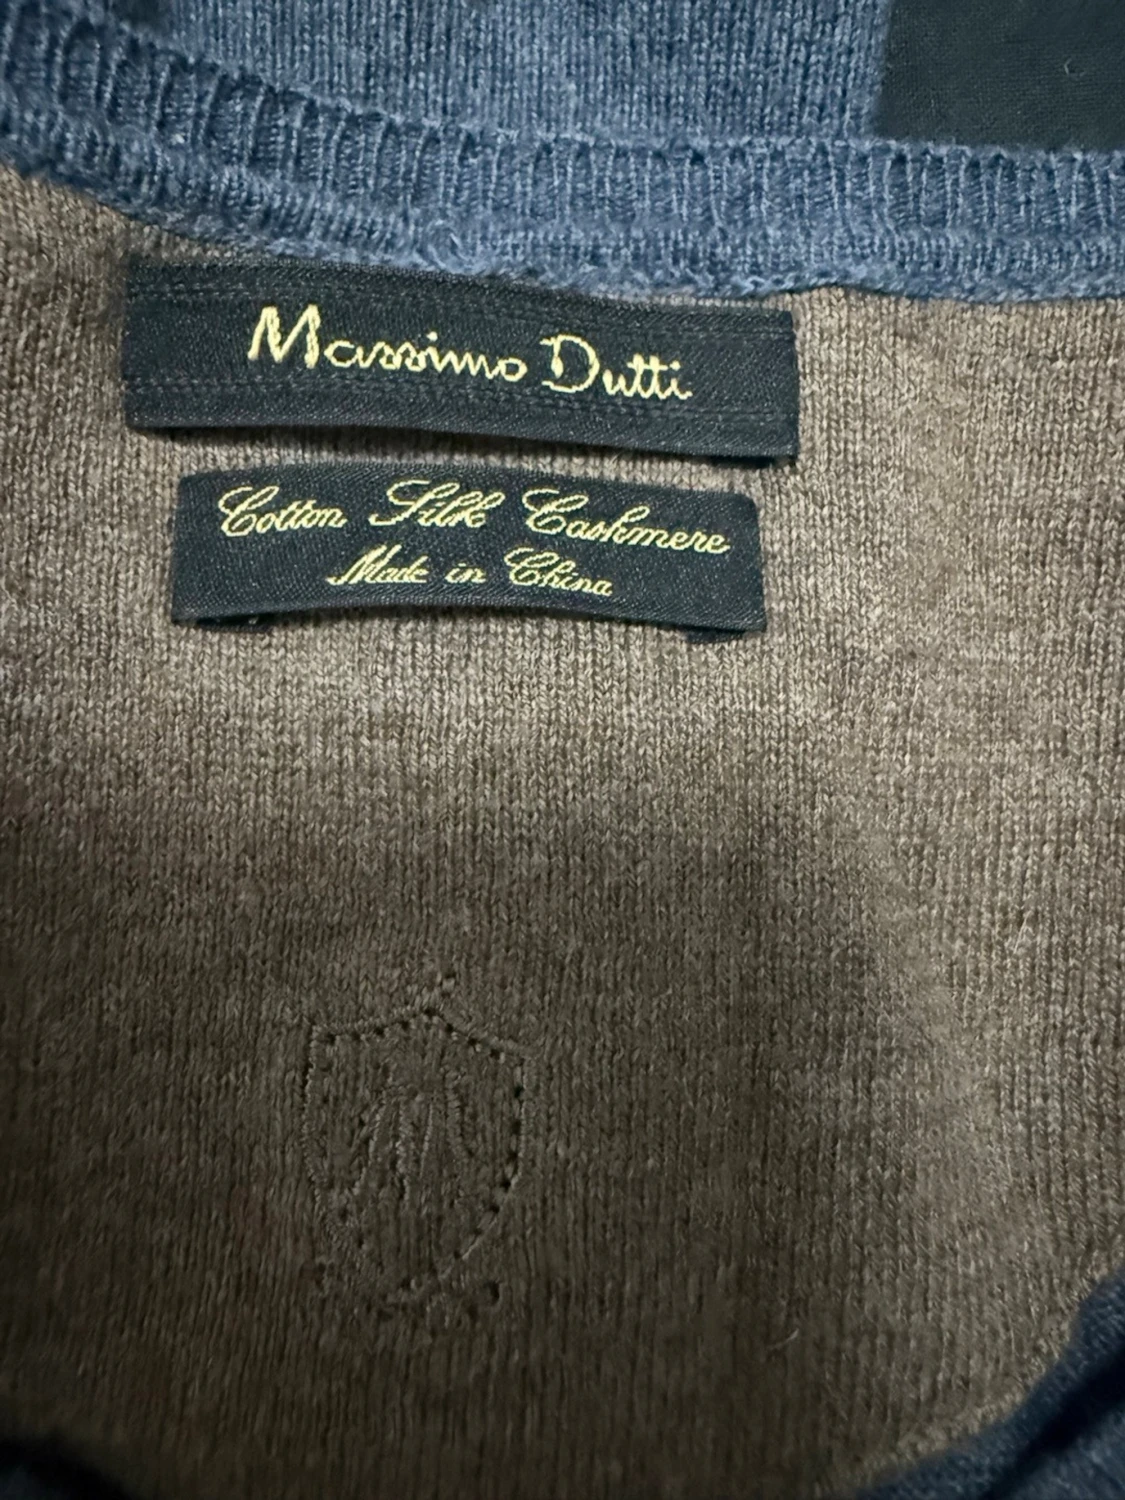 Massimo Dutti
Cotton Silk Cashmere
Made in China